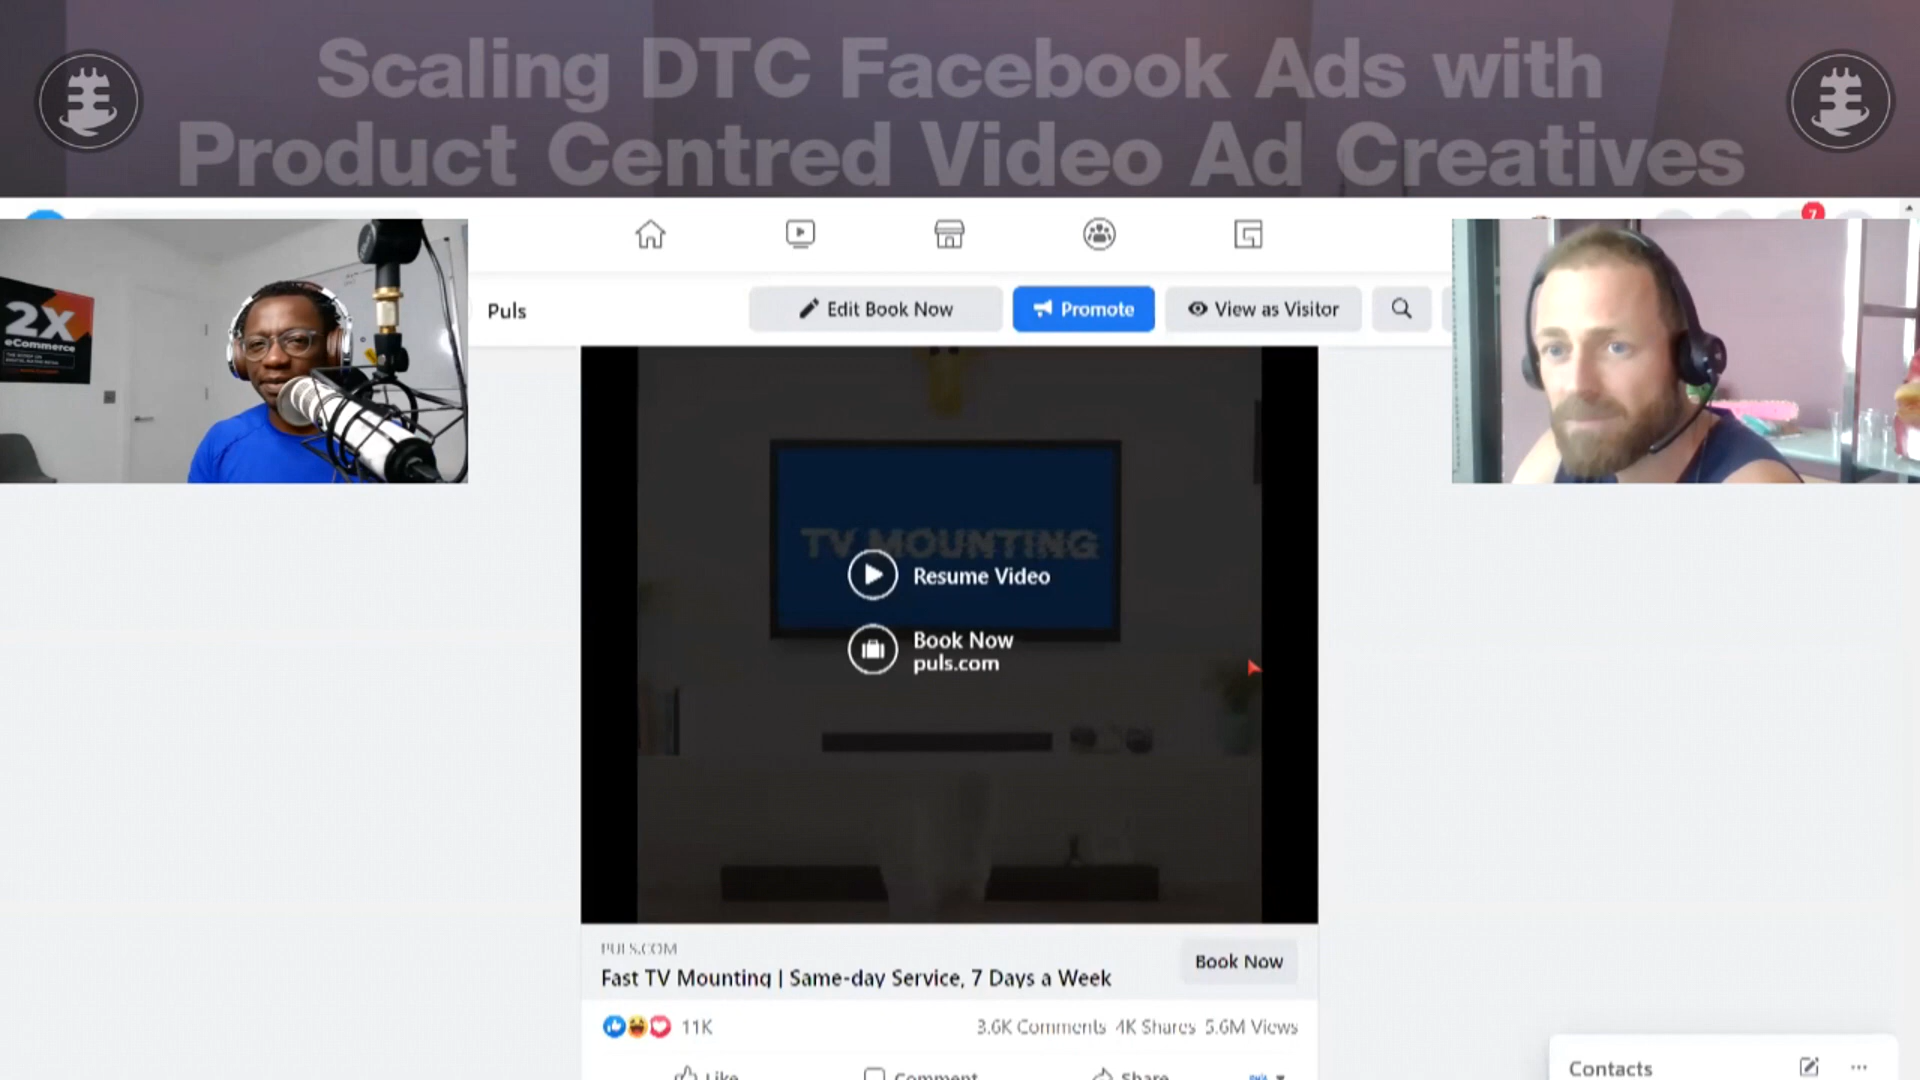 Scaling DTC Facebook Ads with
Product Centred Video Ad Creatives
7
2X
eCommerce
Puls
Edit Book Now
Promote
View as Visitor
TV MOUNTING
Resume Video
Book Now
puls.com
PULS.COM
Fast TV Mounting | Same-day Service, 7 Days a Week
Book Now
11K
3.6K Comments 4K Shares 5.6M Views
Like
Comment
Share
Contacts